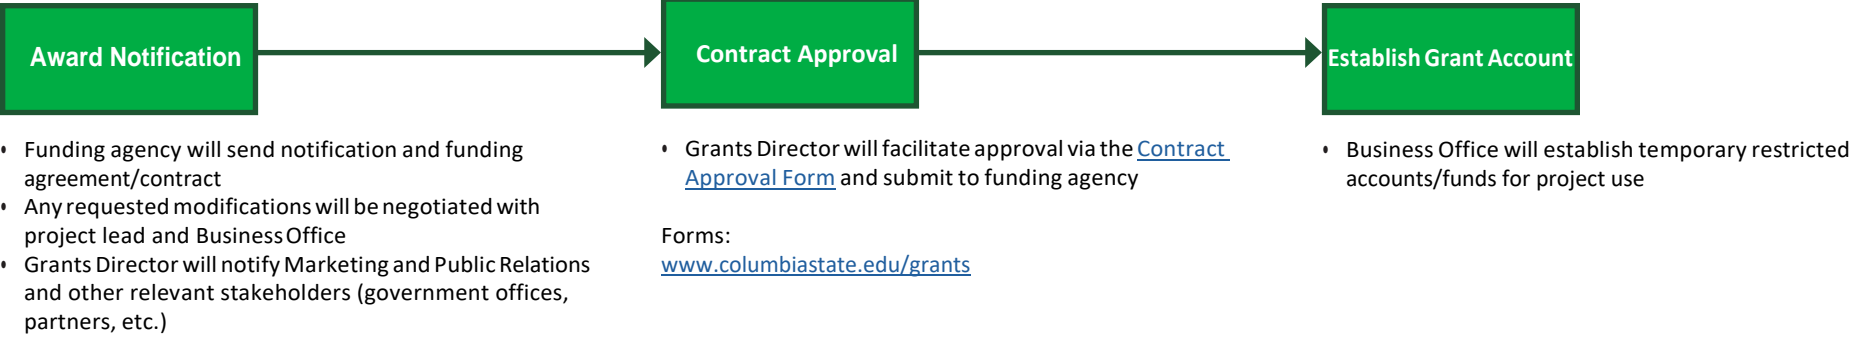 Award Notification
Contract Approval
Establish Grant Account
• Funding agency will send notification and funding
agreement/contract
• Any requested modifications will be negotiated with
project lead and Business Office
• Grants Director will notify Marketing and Public Relations
and other relevant stakeholders (government offices,
partners, etc.)
• Grants Director will facilitate approval via the Contract
Approval Form and submit to funding agency
Forms:
www.columbiastate.edu/grants
• Business Office will establish temporary restricted
accounts/funds for project use